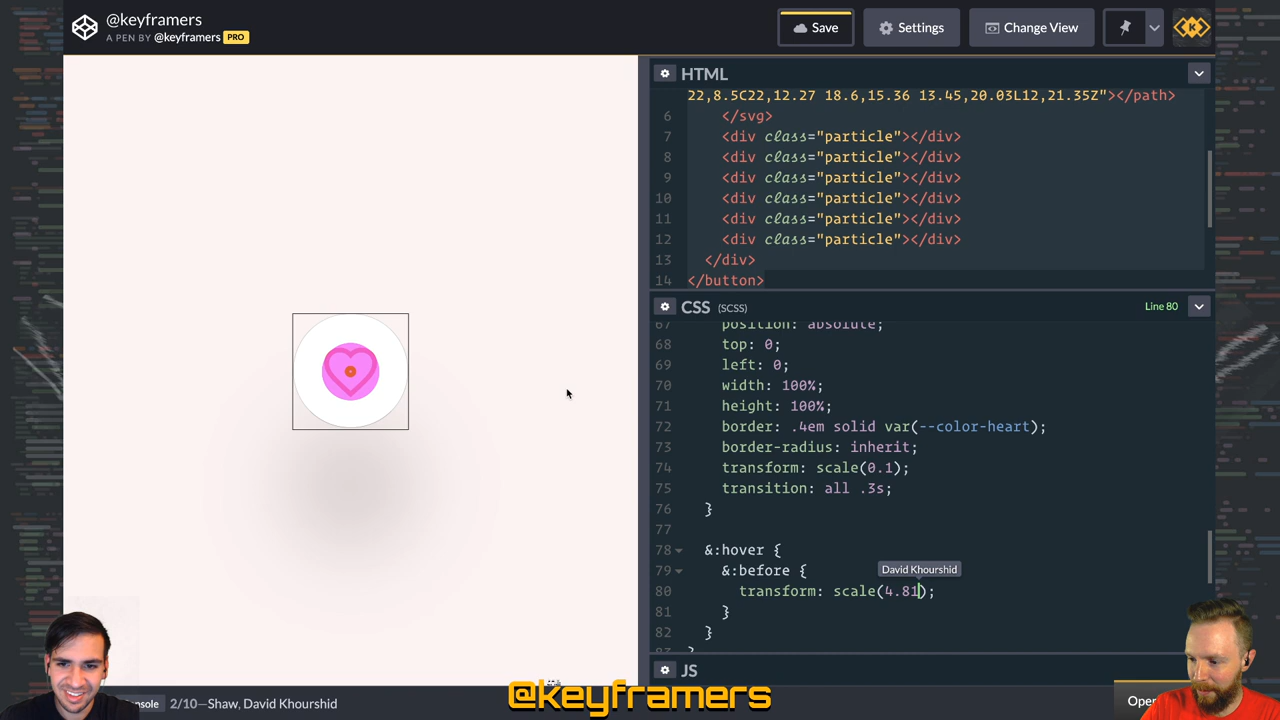 @keyframers
A PEN BY @keyframers PRO
Save
Settings
Change View
K
HTML
22,8.5C22,12.27 18.6,15.36 13.45,20.03L12,21.35Z"></path>
6 </svg>
7 <div class="particle"></div>
8 <div class="particle"></div>
9 <div class="particle"></div>
10 <div class="particle"></div>
11 <div class="particle"></div>
12 <div class="particle"></div>
13 </div>
14 </button>
CSS (SCSS)
Line 80
67 position: absolute;
68 top: 0;
69 left: 0;
70 width: 100%;
71 height: 100%;
72 border: .4em solid var(--color-heart);
73 border-radius: inherit;
74 transform: scale(0.1);
75 transition: all .3s;
76 }
77
78 &:hover {
79 &:before {
David Khourshid
80 transform: scale(4.81);
81 }
82 }
JS
2/10—Shaw, David Khourshid
@keyframers